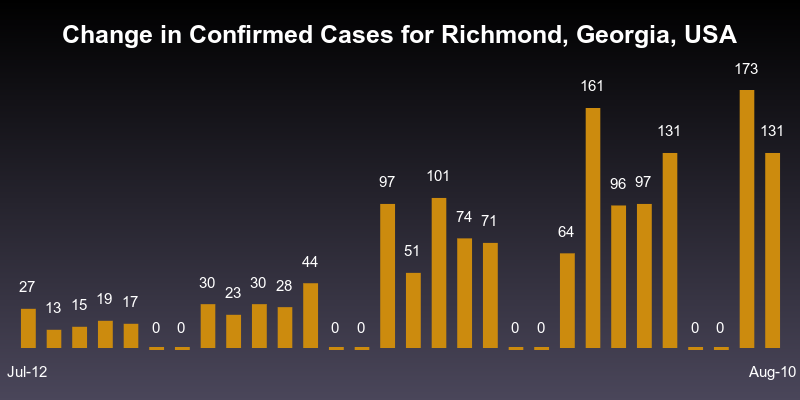 Change in Confirmed Cases for Richmond, Georgia, USA
27 13 15 19 17 0 0 30 23 30 28 44 0 0 97 51 101 74 71 0 0 64 161 96 97 131 0 0 173 131
Jul-12 Aug-10